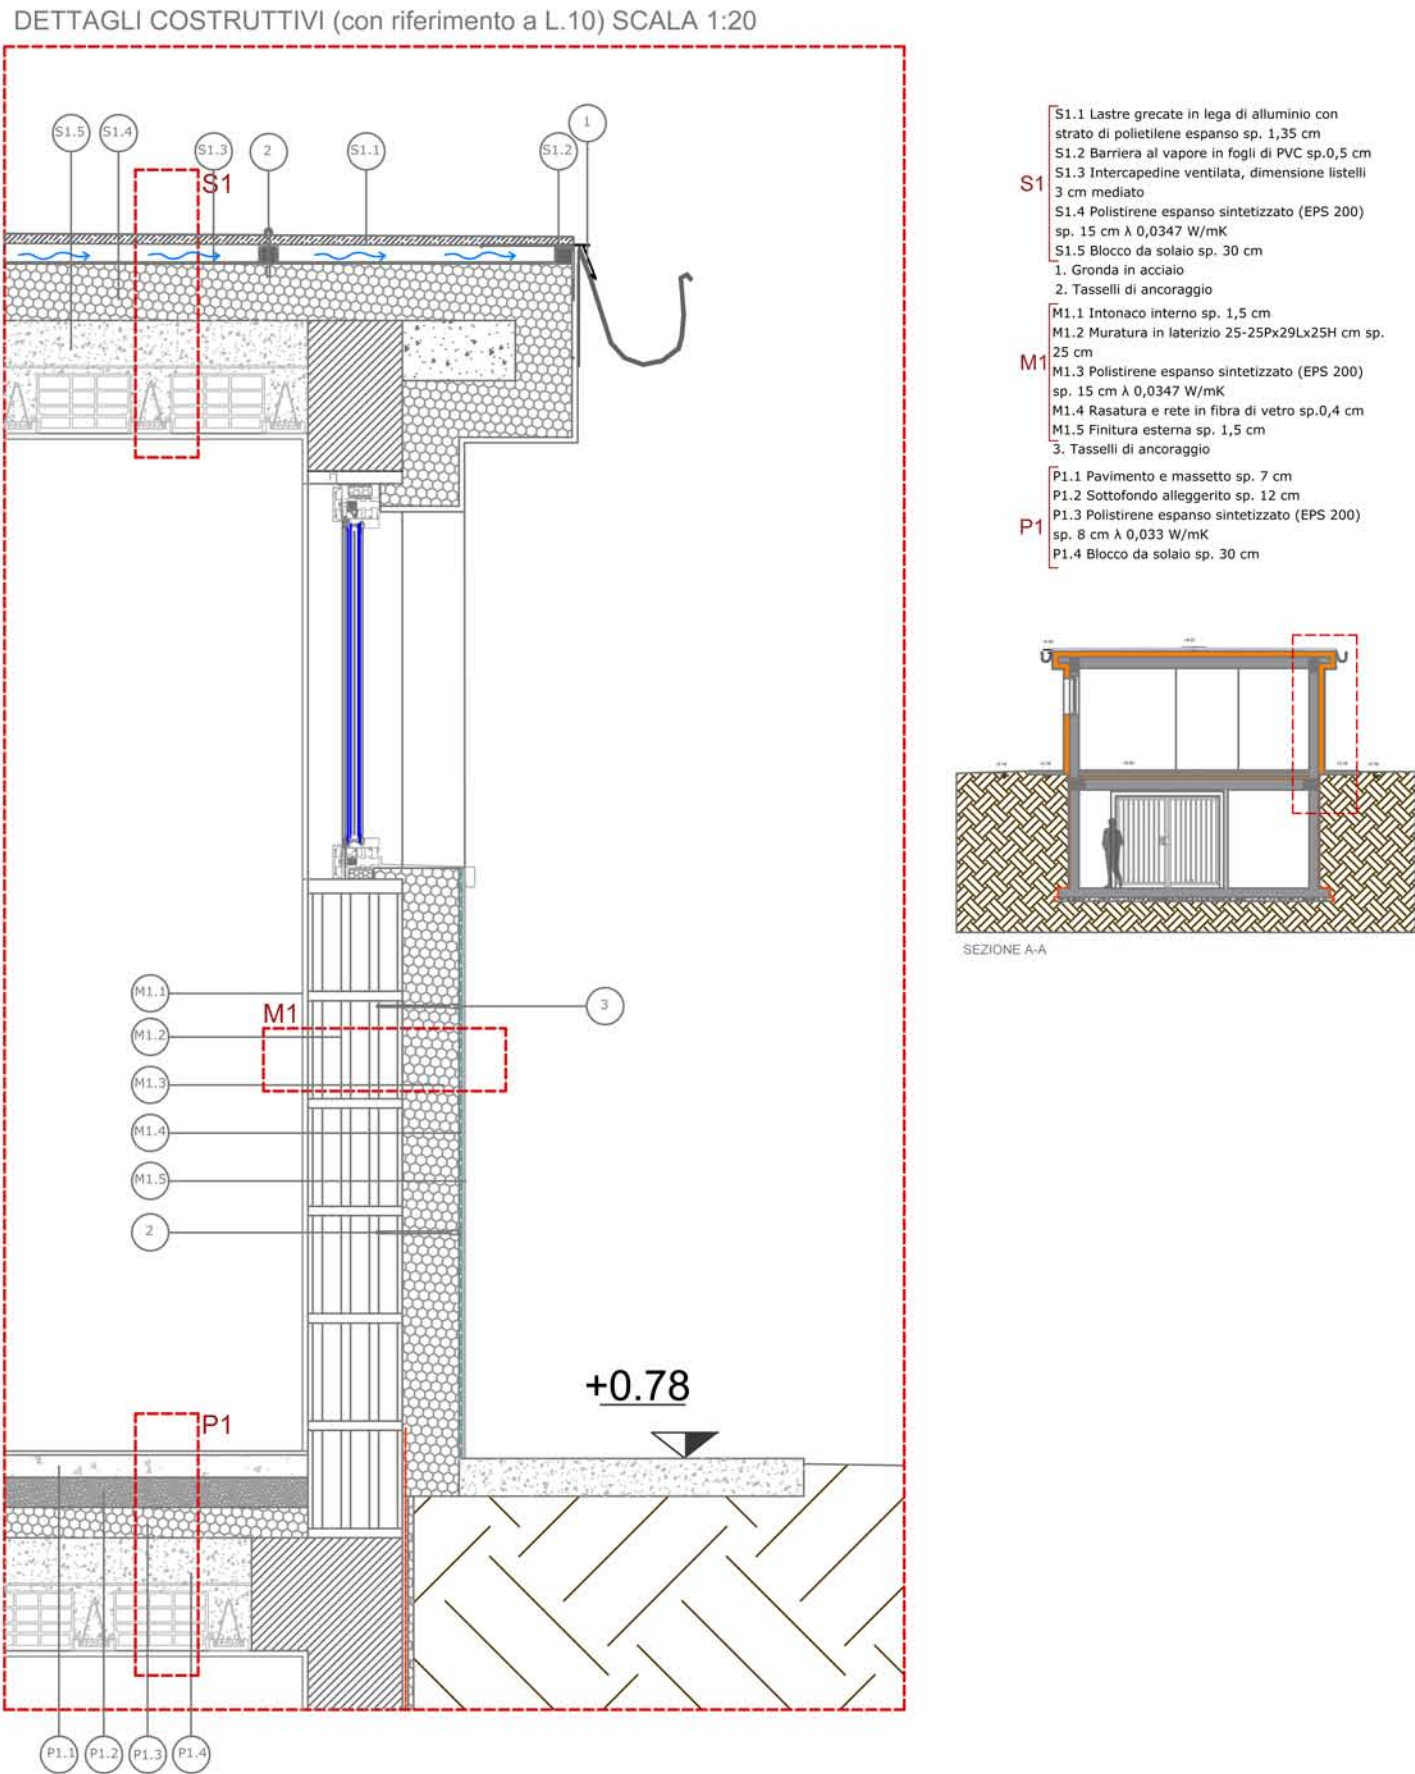 DETTAGLI COSTRUTTIVI (con riferimento a L.10) SCALA 1:20
S1.5
S1.4
S1.3
2
S1.1
S1.2
1
S1
M1.1
M1.2
M1.3
M1.4
M1.5
2
M1
3
+0.78
P1
P1.1
P1.2
P1.3
P1.4
S1
S1.1 Lastre grecate in lega di alluminio con
strato di polietilene espanso sp. 1,35 cm
S1.2 Barriera al vapore in fogli di PVC sp.0,5 cm
S1.3 Intercapedine ventilata, dimensione listelli
3 cm mediato
S1.4 Polistirene espanso sintetizzato (EPS 200)
sp. 15 cm λ 0,0347 W/mK
S1.5 Blocco da solaio sp. 30 cm
1. Gronda in acciaio
2. Tasselli di ancoraggio
M1
M1.1 Intonaco interno sp. 1,5 cm
M1.2 Muratura in laterizio 25-25Px29Lx25H cm sp.
25 cm
M1.3 Polistirene espanso sintetizzato (EPS 200)
sp. 15 cm λ 0,0347 W/mK
M1.4 Rasatura e rete in fibra di vetro sp.0,4 cm
M1.5 Finitura esterna sp. 1,5 cm
3. Tasselli di ancoraggio
P1
P1.1 Pavimento e massetto sp. 7 cm
P1.2 Sottofondo alleggerito sp. 12 cm
P1.3 Polistirene espanso sintetizzato (EPS 200)
sp. 8 cm λ 0,033 W/mK
P1.4 Blocco da solaio sp. 30 cm
SEZIONE A-A